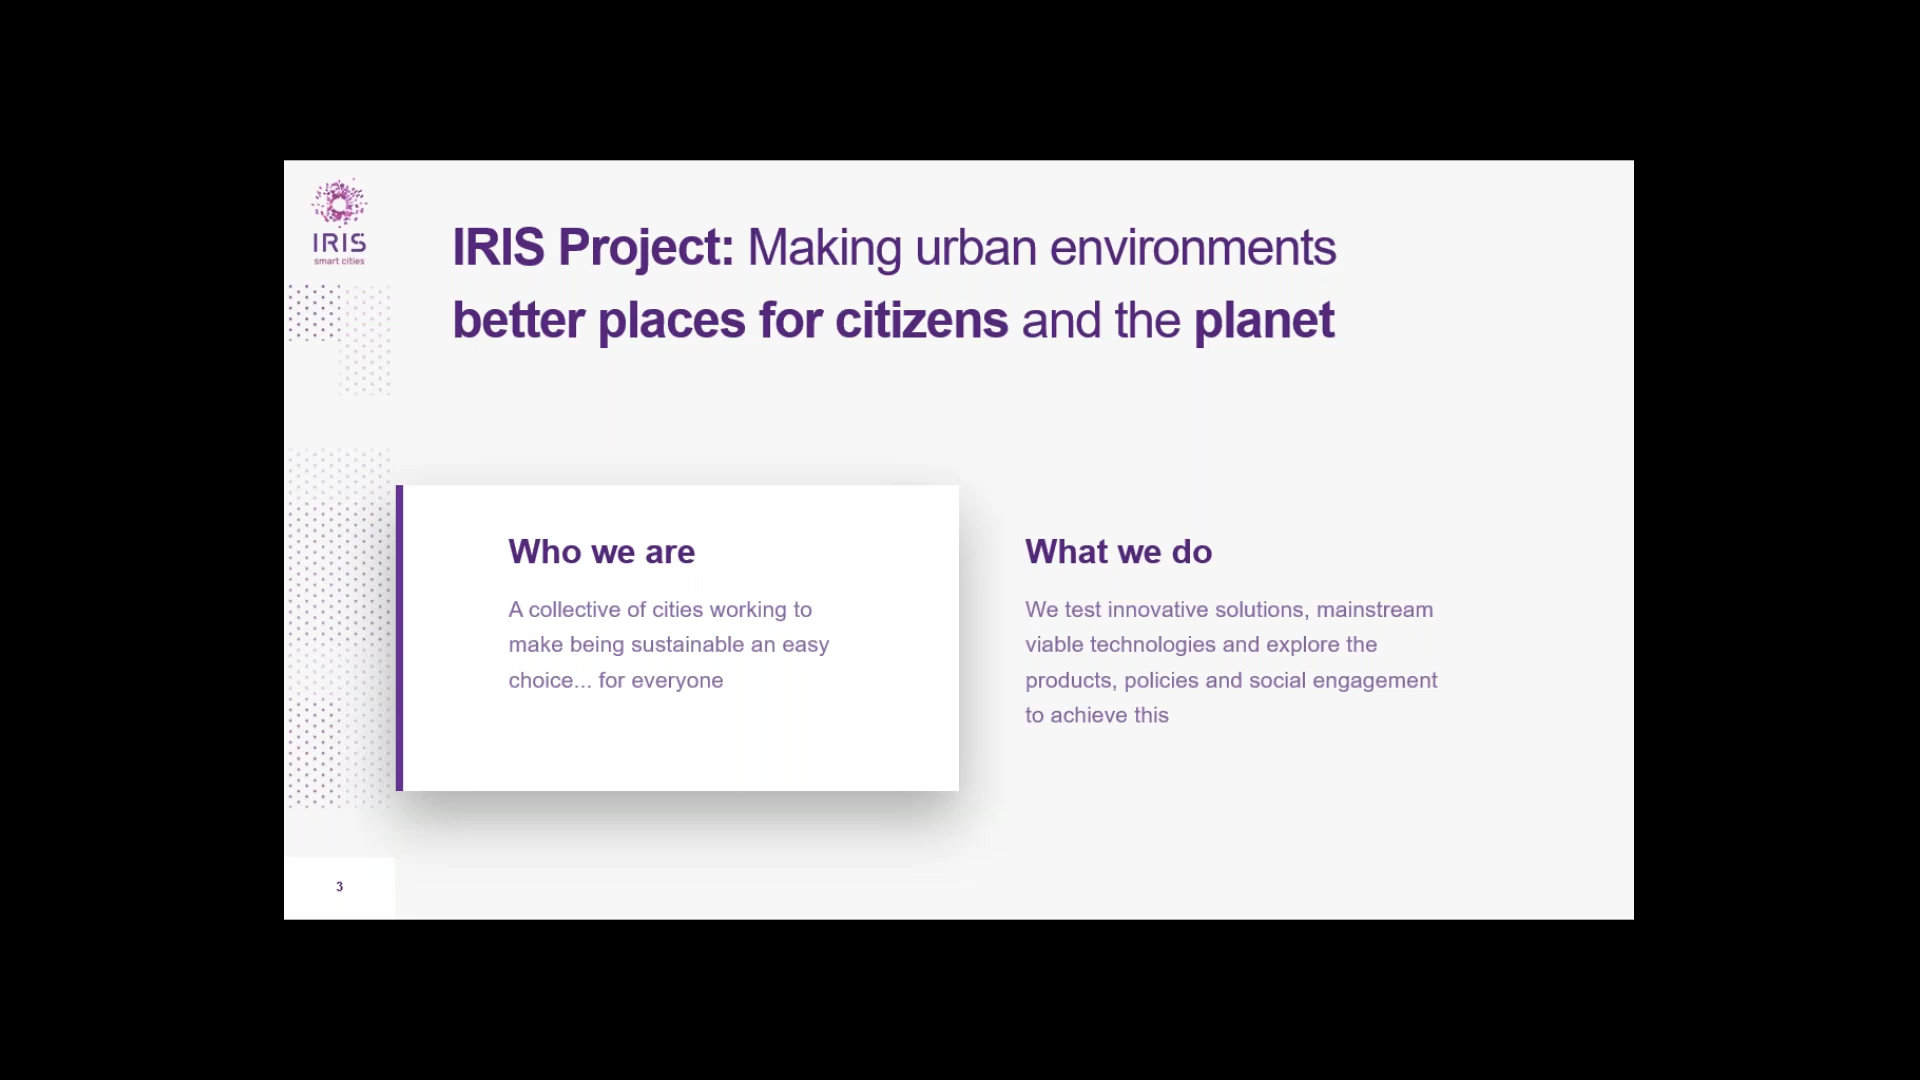 IRIS
smart cities
IRIS Project: Making urban environments
better places for citizens and the planet
Who we are
A collective of cities working to
make being sustainable an easy
choice... for everyone
What we do
We test innovative solutions, mainstream
viable technologies and explore the
products, policies and social engagement
to achieve this
3